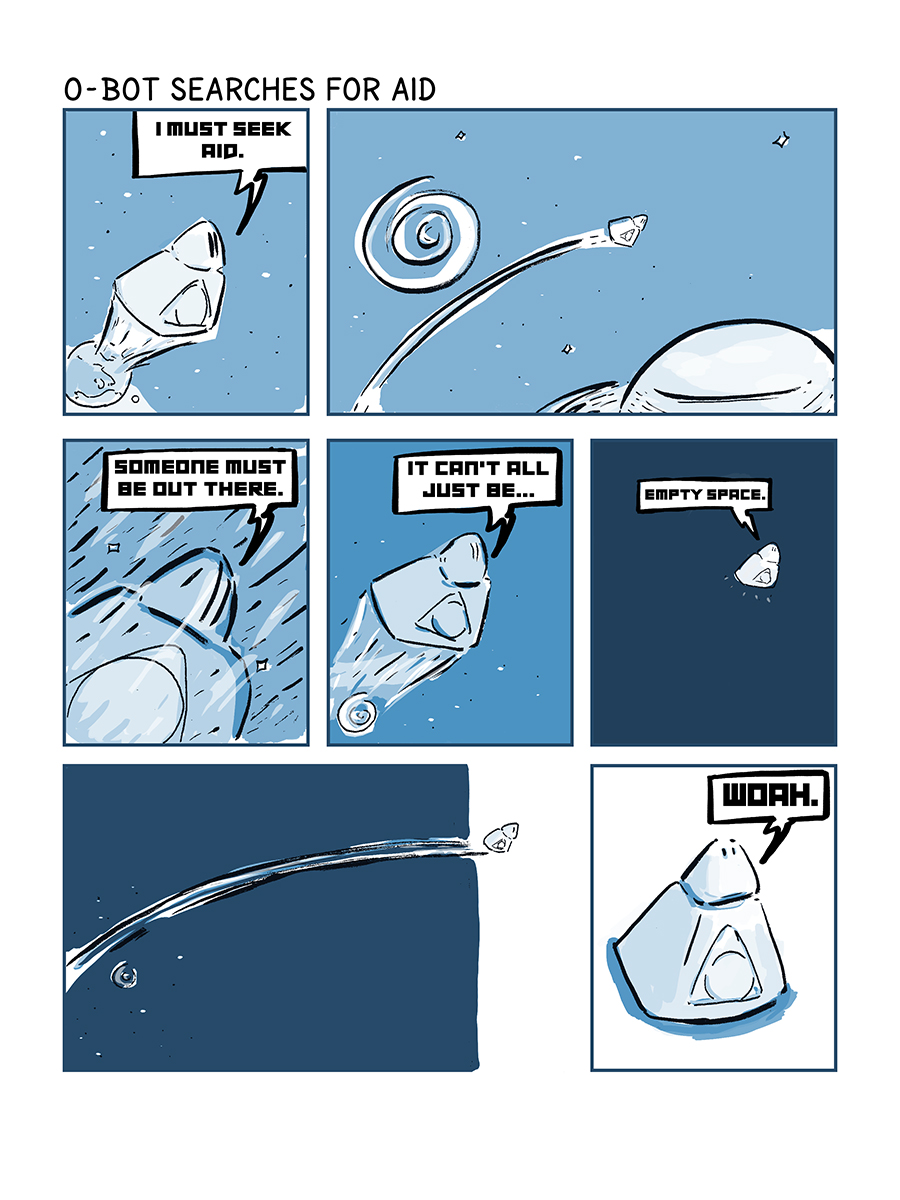 O-BOT SEARCHES FOR AID
I MUST SEEK
AID.
SOMEONE MUST
BE OUT THERE.
IT CAN'T ALL
JUST BE...
EMPTY SPACE.
WOAH.